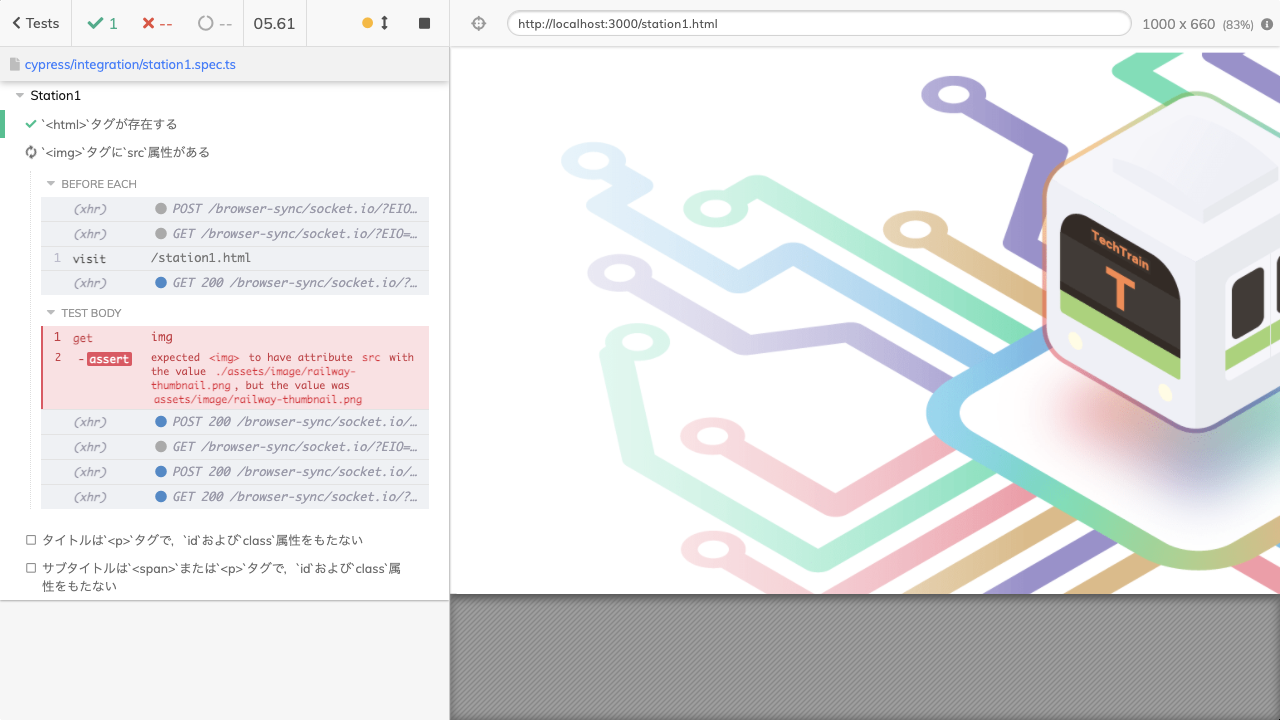 Tests
1
--
--
05.61
http://localhost:3000/station1.html
1000 x 660 (83%)
cypress/integration/station1.spec.ts
Station1
`<html>`タグが存在する
`<img>`タグに`src`属性がある
BEFORE EACH
(xhr) POST /browser-sync/socket.io/?EIO…
(xhr) GET /browser-sync/socket.io/?EIO=…
1 visit /station1.html
(xhr) GET 200 /browser-sync/socket.io/?…
TEST BODY
1 get img
2 -assert expected <img> to have attribute src with
the value ./assets/image/railway-
thumbnail.png, but the value was
assets/image/railway-thumbnail.png
(xhr) POST 200 /browser-sync/socket.io/…
(xhr) GET /browser-sync/socket.io/?EIO=…
(xhr) POST 200 /browser-sync/socket.io/…
(xhr) GET 200 /browser-sync/socket.io/?…
タイトルは`<p>`タグで，`id`および`class`属性をもたない
サブタイトルは`<span>`または`<p>`タグで，`id`および`class`属
性をもたない
TechTrain
T